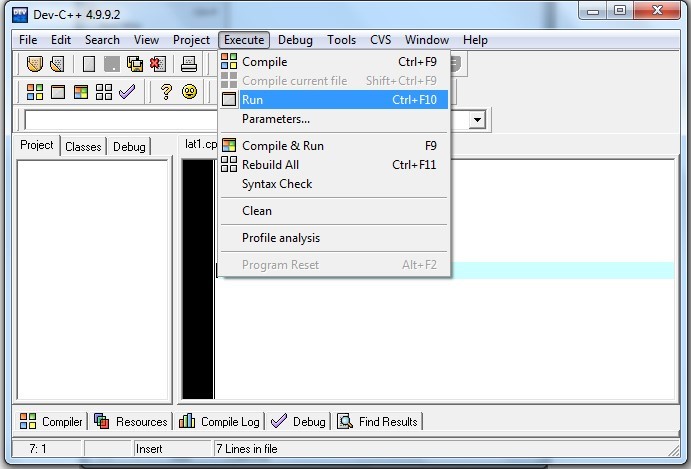 Dev-C++ 4.9.9.2
File Edit Search View Project Execute Debug Tools CVS Window Help
Compile Ctrl+F9
Compile current file Shift+Ctrl+F9
Run Ctrl+F10
Parameters...
Compile & Run F9
Rebuild All Ctrl+F11
Syntax Check
Clean
Profile analysis
Program Reset Alt+F2
Project Classes Debug lat1.cp
Compiler Resources Compile Log Debug Find Results
7: 1 Insert 7 Lines in file